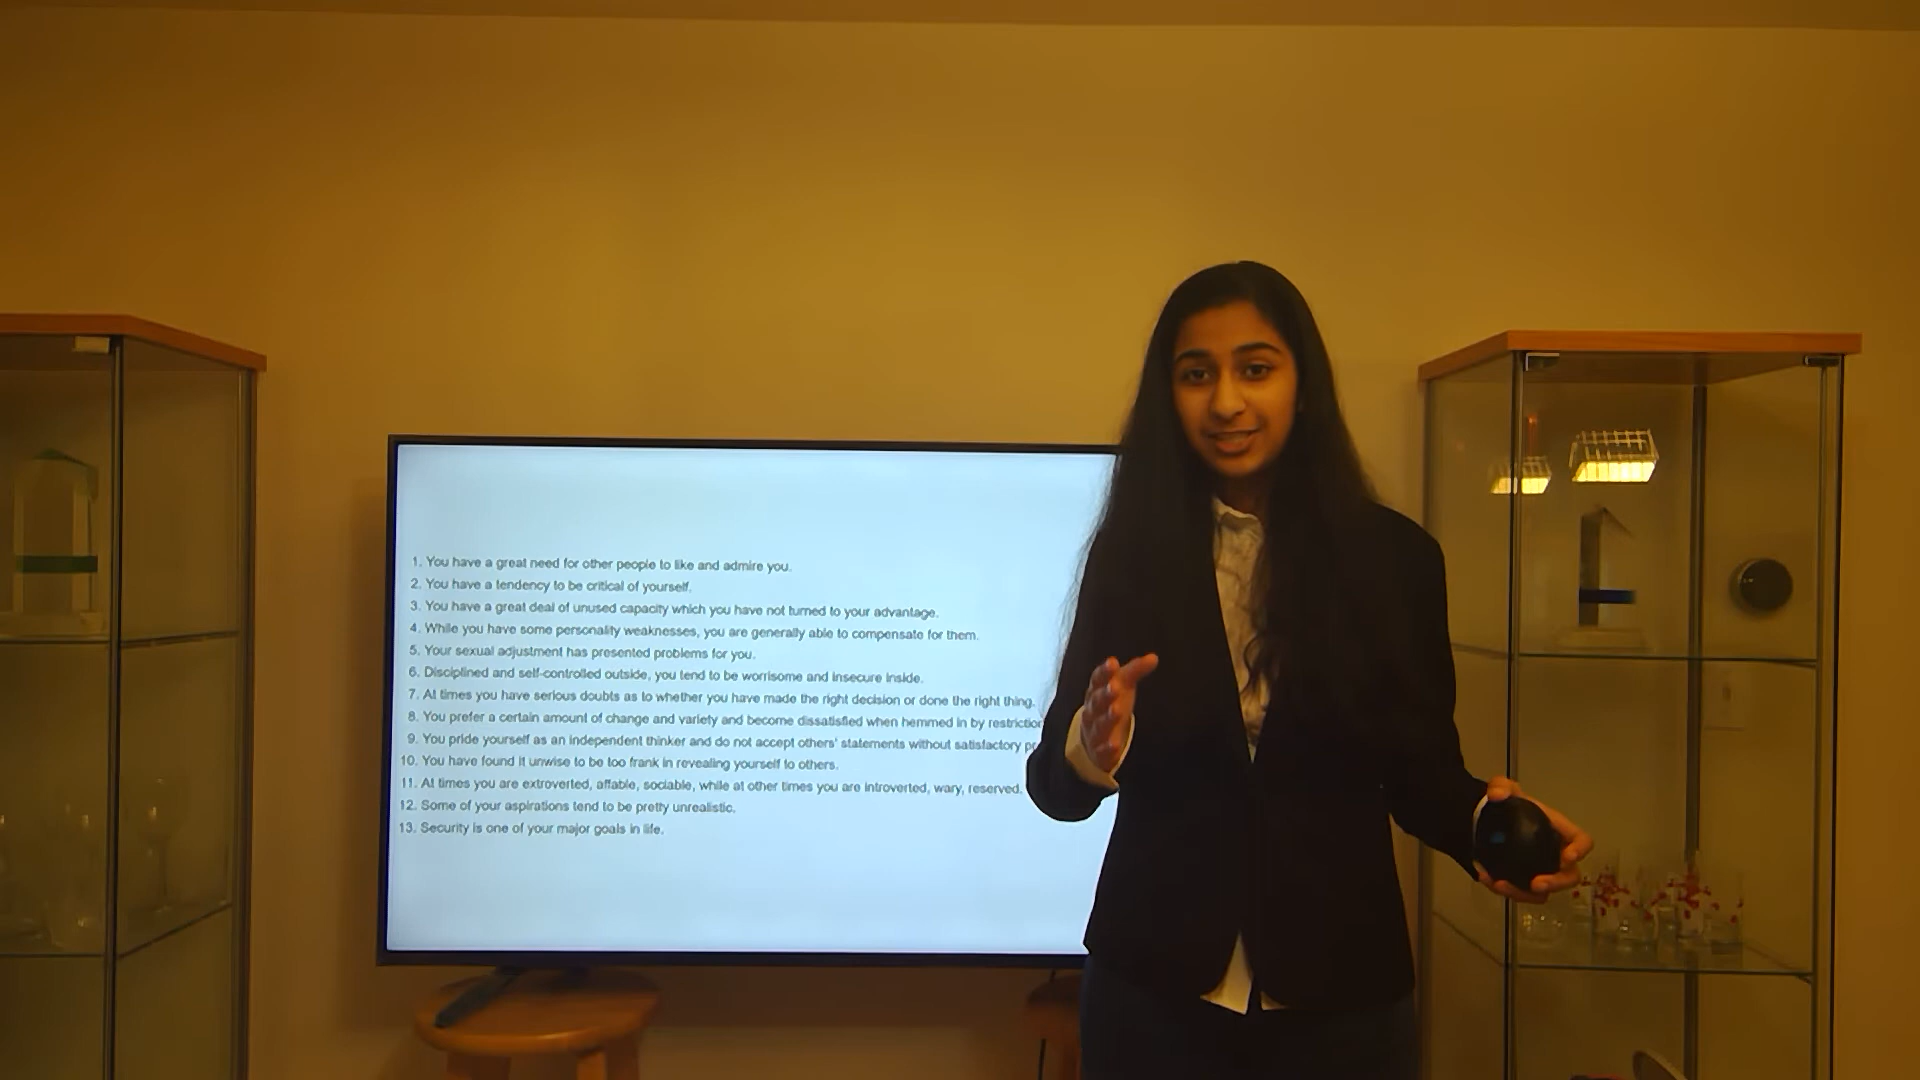 1. You have a great need for other people to like and admire you.
2. You have a tendency to be critical of yourself.
3. You have a great deal of unused capacity which you have not turned to your advantage.
4. While you have some personality weaknesses, you are generally able to compensate for them.
5. Your sexual adjustment has presented problems for you.
6. Disciplined and self-controlled outside, you tend to be worrisome and insecure inside.
7. At times you have serious doubts as to whether you have made the right decision or done the right thing.
8. You prefer a certain amount of change and variety and become dissatisfied when hemmed in by
9. You pride yourself as an independent thinker and do not accept others' statements without satisfactory
10. You have found it unwise to be too frank in revealing yourself to others.
11. At times you are extroverted, affable, sociable, while at other times you are introverted, wary, reserved.
12. Some of your aspirations tend to be pretty unrealistic.
13. Security is one of your major goals in life.